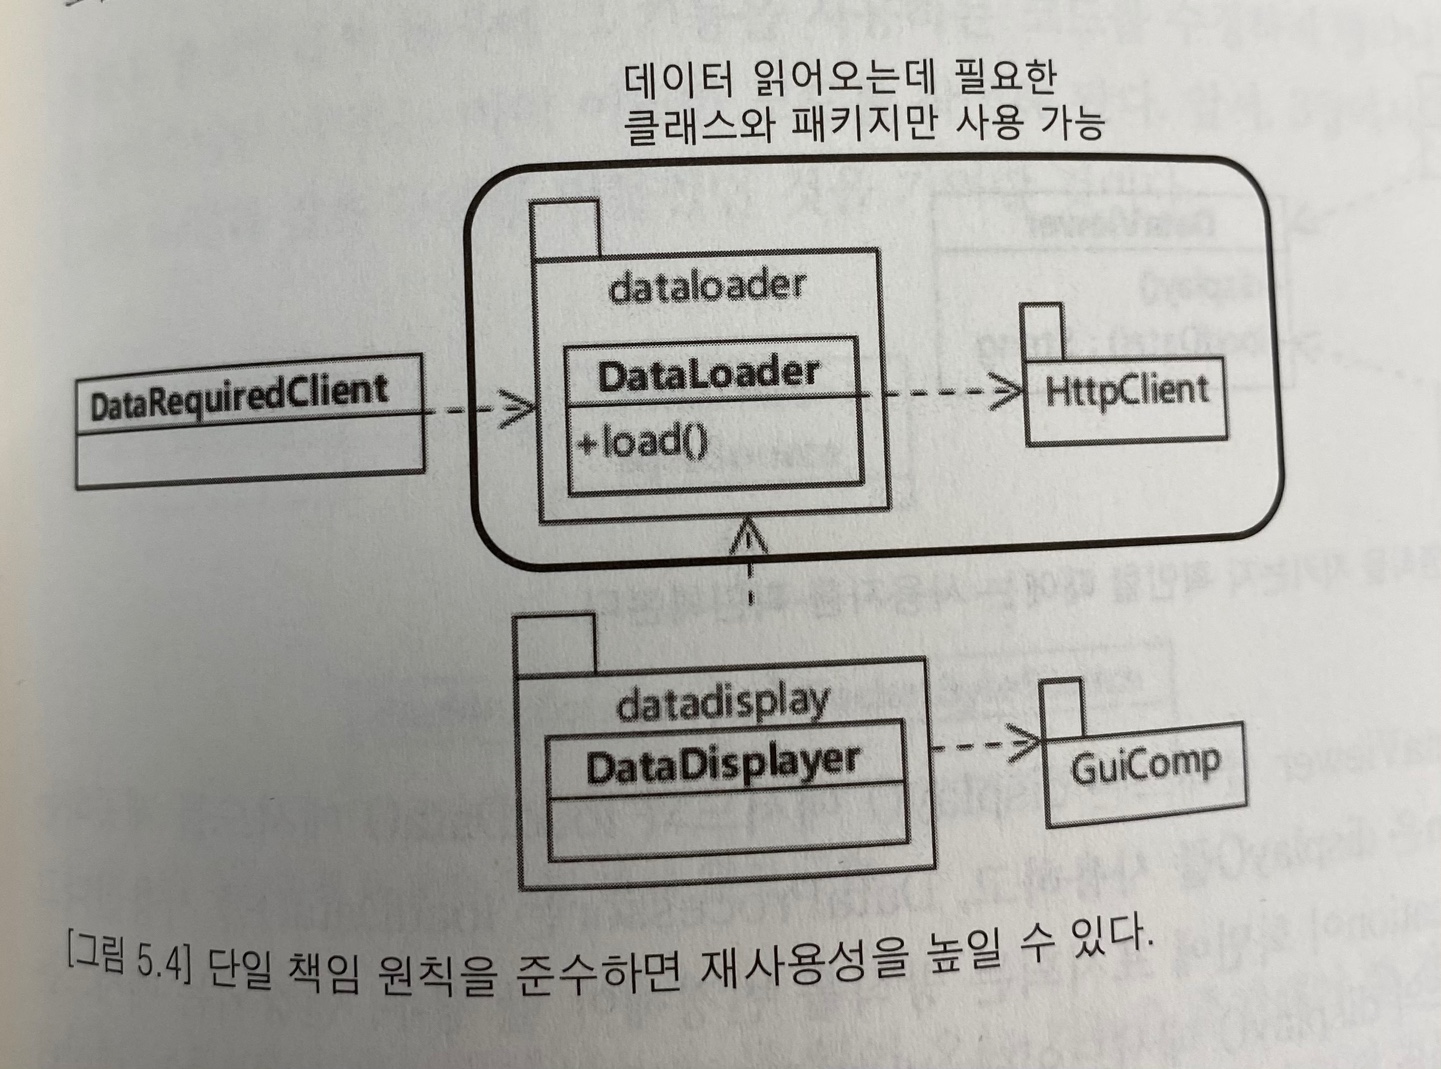 데이터 읽어오는데 필요한
클래스와 패키지만 사용 가능
dataloader
DataLoader
+load()
DataRequiredClient
HttpClient
datadisplay
DataDisplayer
GuiComp
[그림 5.4] 단일 책임 원칙을 준수하면 재사용성을 높일 수 있다.